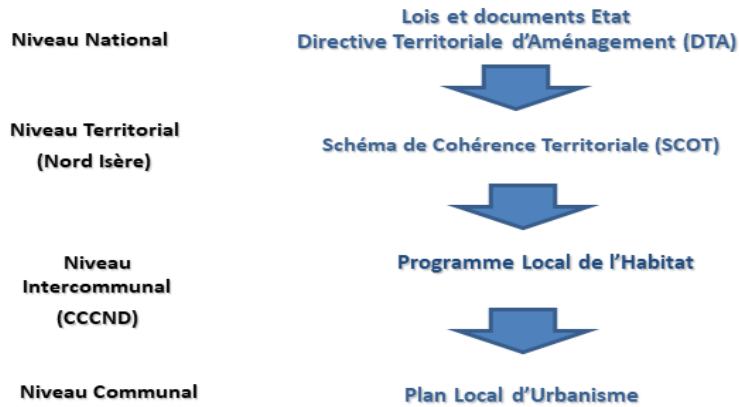 Niveau National
Lois et documents Etat
Directive Territoriale d'Aménagement (DTA)
Niveau Territorial
(Nord Isère)
Schéma de Cohérence Territoriale (SCOT)
Niveau
Intercommunal
(CCCND)
Programme Local de l'Habitat
Niveau Communal
Plan Local d'Urbanisme